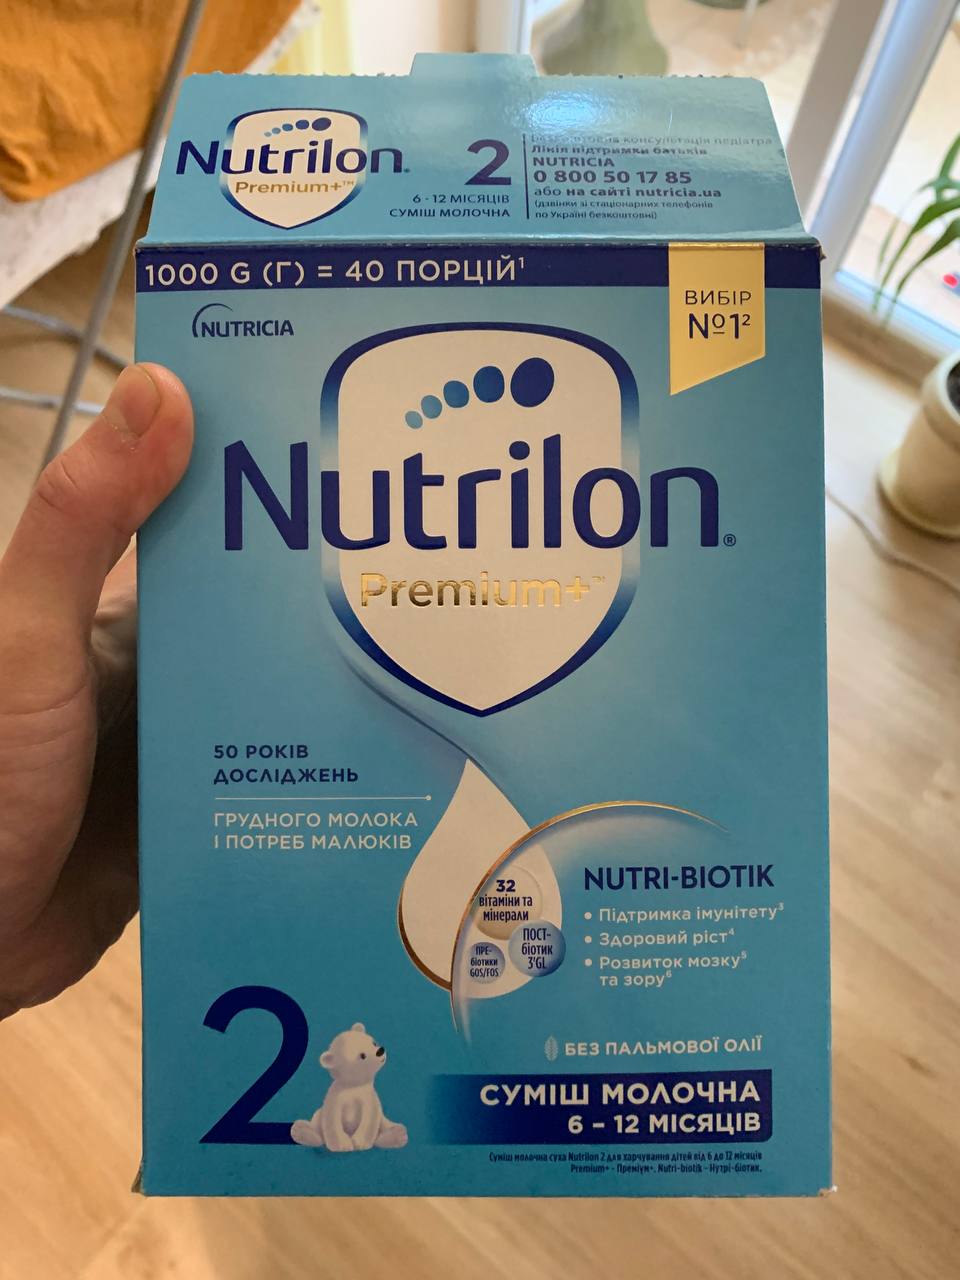 Nutrilon®
Premium+™
2
6 - 12 МІСЯЦІВ
СУМІШ МОЛОЧНА
консультація педіатра
Лінія підтримки батьків
NUTRICIA
0 800 50 17 85
або на сайті nutricia.ua
(дзвінки зі стаціонарних телефонів
по Україні безкоштовні)
1000 G (Г) = 40 ПОРЦІЙ¹
ВИБІР
№1²
NUTRICIA
Nutrilon®
Premium+™
50 РОКІВ
ДОСЛІДЖЕНЬ
ГРУДНОГО МОЛОКА
І ПОТРЕБ МАЛЮКІВ
32
вітаміни та
мінерали
ПРЕ-
біотики
GOS/FOS
ПОСТ-
біотик
3'GL
NUTRI-BIOTIK
• Підтримка імунітету³
• Здоровий ріст⁴
• Розвиток мозку⁵
та зору⁶
2
БЕЗ ПАЛЬМОВОЇ ОЛІЇ
СУМІШ МОЛОЧНА
6 – 12 МІСЯЦІВ
Суміш молочна суха Nutrilon 2 для харчування дітей від 6 до 12 місяців
Premium+ - Преміум+, Nutri-biotik – Нутрі-біотик.